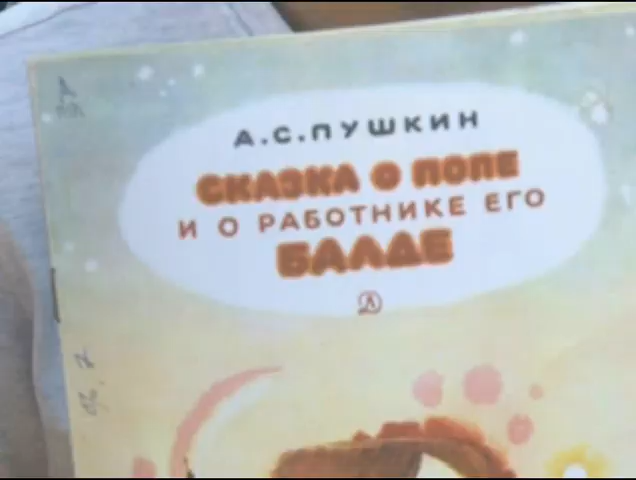 А.С.ПУШКИН
СКАЗКА О ПОПЕ
И О РАБОТНИКЕ ЕГО
БАЛДЕ